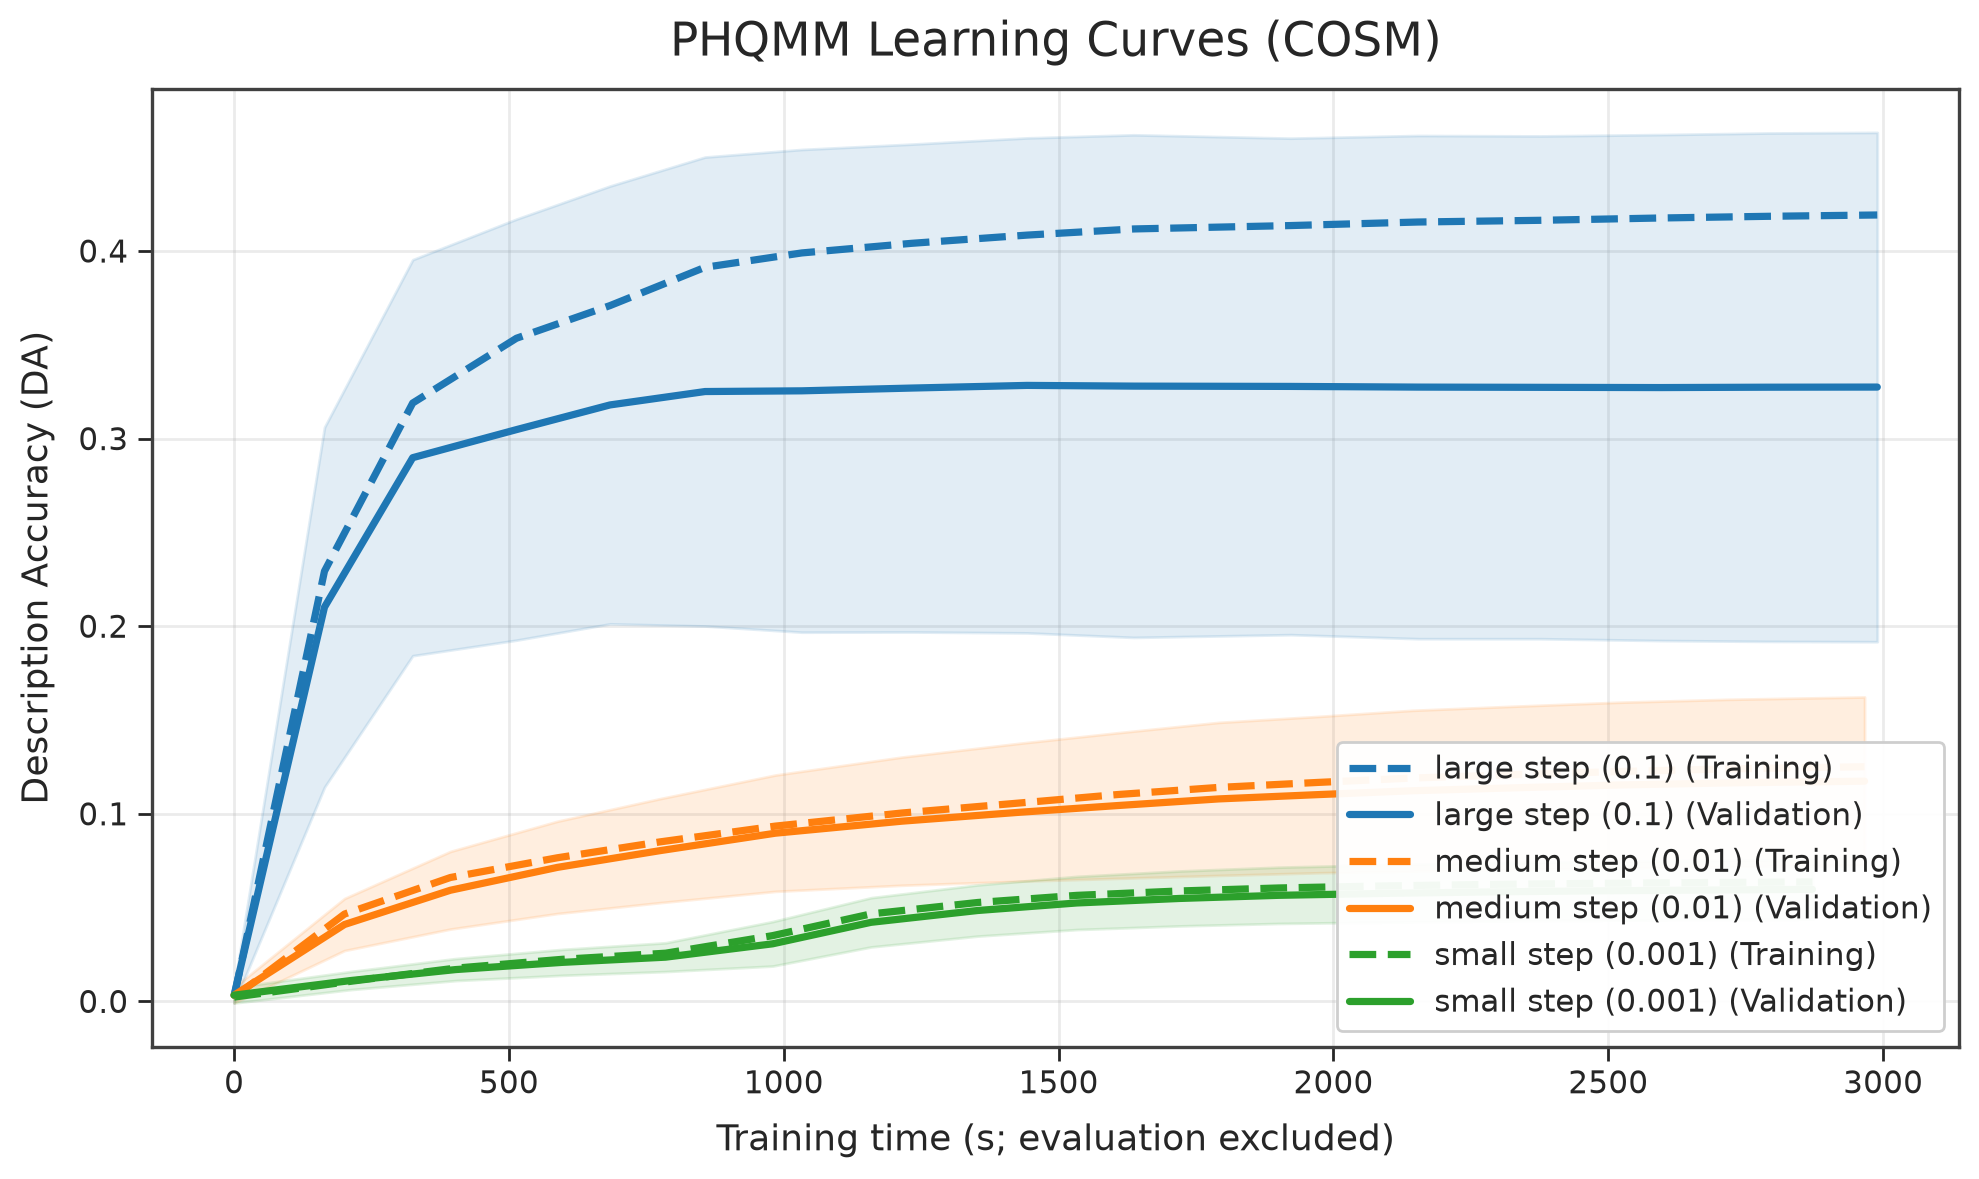 PHQMM Learning Curves (COSM)
Description Accuracy (DA)
0.4
0.3
0.2
0.1
0.0
large step (0.1) (Training)
large step (0.1) (Validation)
medium step (0.01) (Training)
medium step (0.01) (Validation)
small step (0.001) (Training)
small step (0.001) (Validation)
0 500 1000 1500 2000 2500 3000
Training time (s; evaluation excluded)